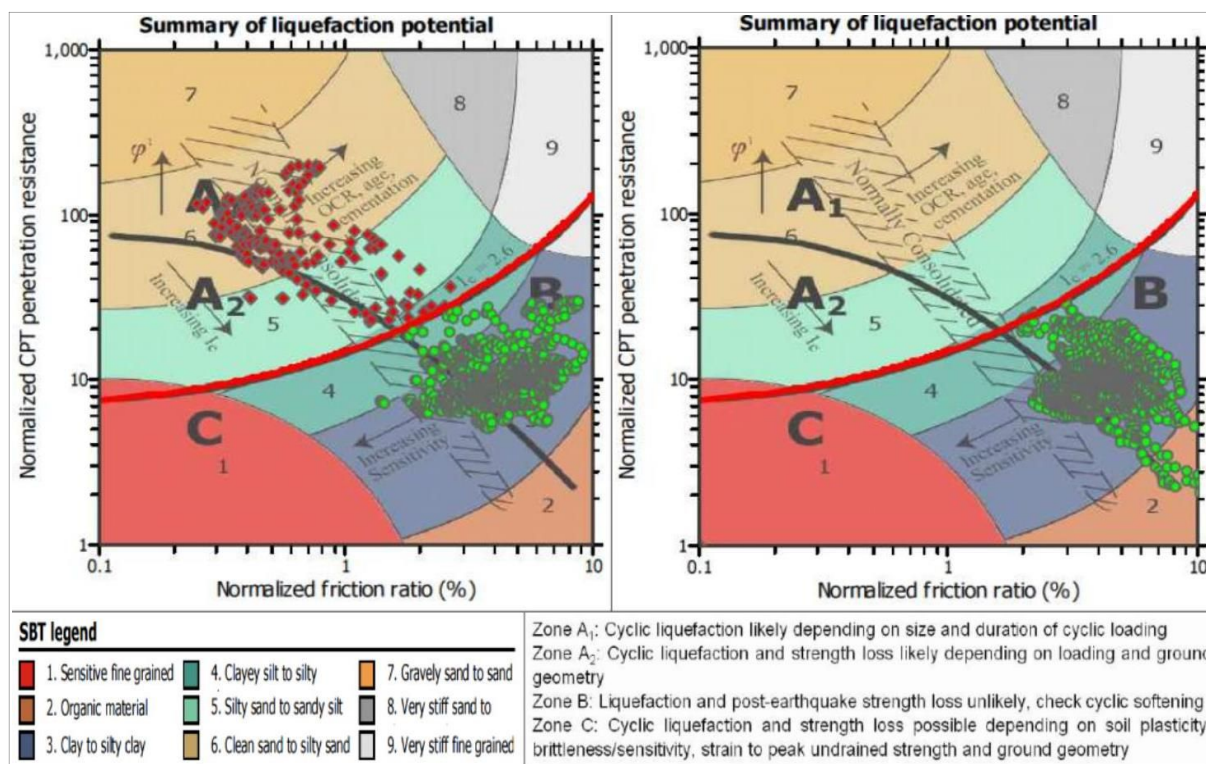 Summary of liquefaction potential
Normalized CPT penetration resistance
1,000
100
10
1
0.1
1
10
Normalized friction ratio (%)
7
8
9
φ'
A
6
Increasing
OCR, age,
cementation
A2
Increasing Ic
5
Ic = 2.6
B
4
C
Increasing
Sensitivity
1
2
Summary of liquefaction potential
Normalized CPT penetration resistance
1,000
100
10
1
0.1
1
10
Normalized friction ratio (%)
7
8
9
φ'
A1
6
Increasing
OCR, age,
cementation
Normally Consolidated
A2
Increasing Ic
5
Ic = 2.6
B
4
C
Increasing
Sensitivity
1
2
SBT legend
1. Sensitive fine grained
2. Organic material
3. Clay to silty clay
4. Clayey silt to silty
5. Silty sand to sandy silt
6. Clean sand to silty sand
7. Gravely sand to sand
8. Very stiff sand to
9. Very stiff fine grained
Zone A1: Cyclic liquefaction likely depending on size and duration of cyclic loading
Zone A2: Cyclic liquefaction and strength loss likely depending on loading and ground
geometry
Zone B: Liquefaction and post-earthquake strength loss unlikely, check cyclic softening
Zone C: Cyclic liquefaction and strength loss possible depending on soil plasticity
brittleness/sensitivity, strain to peak undrained strength and ground geometry